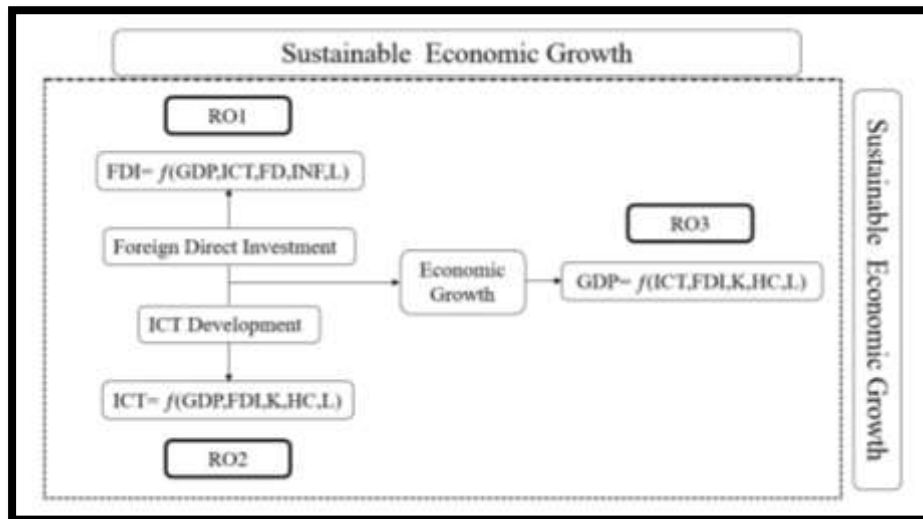 Sustainable Economic Growth
RO1
FDI= f(GDP,ICT,FD,INF,L)
Foreign Direct Investment
ICT Development
ICT= f(GDP,FDI,K,HC,L)
RO2
Economic
Growth
RO3
GDP= f(ICT,FDI,K,HC,L)
Sustainable Economic Growth